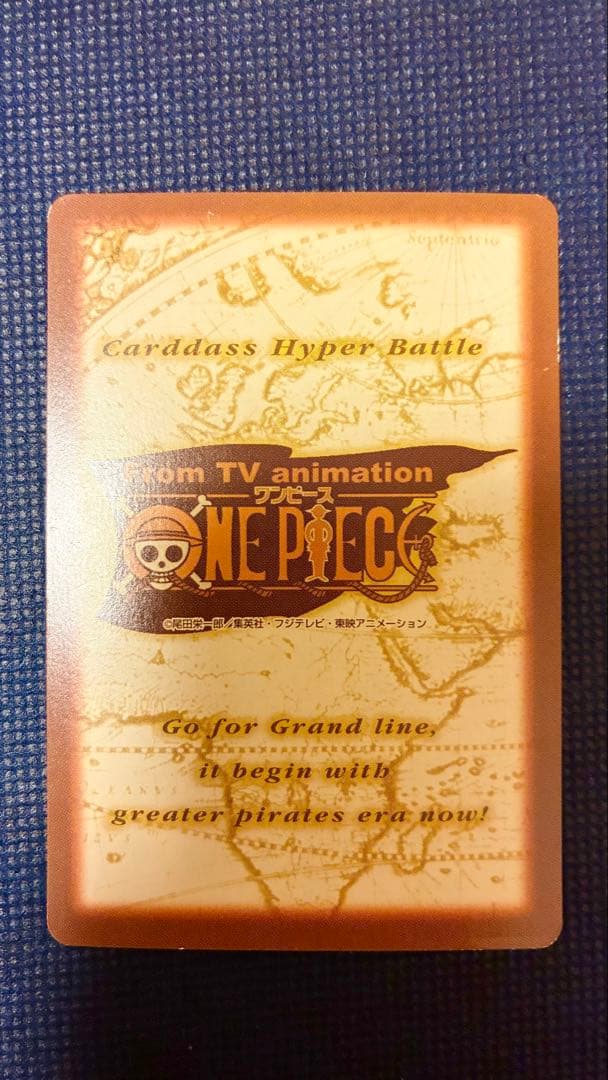 Septentrio
Carddass Hyper Battle
From TV animation
ワンピース
ONE PIECE
©尾田栄一郎／集英社・フジテレビ・東映アニメーション
Go for Grand line,
it begin with
greater pirates era now!